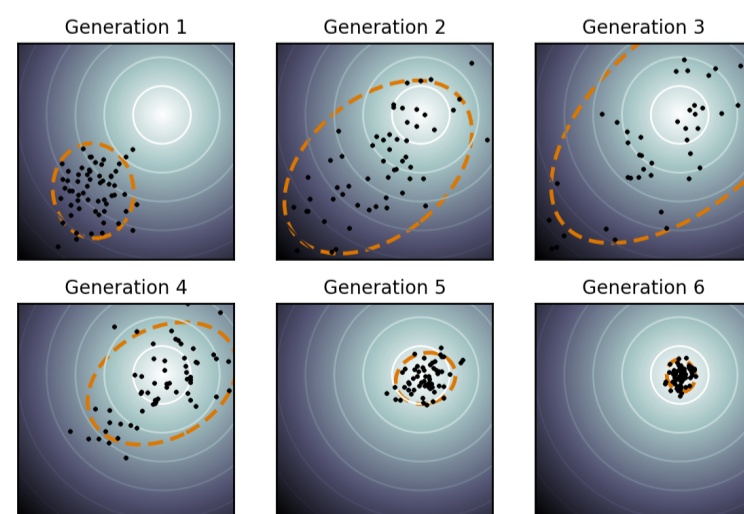 Generation 1
Generation 2
Generation 3
Generation 4
Generation 5
Generation 6